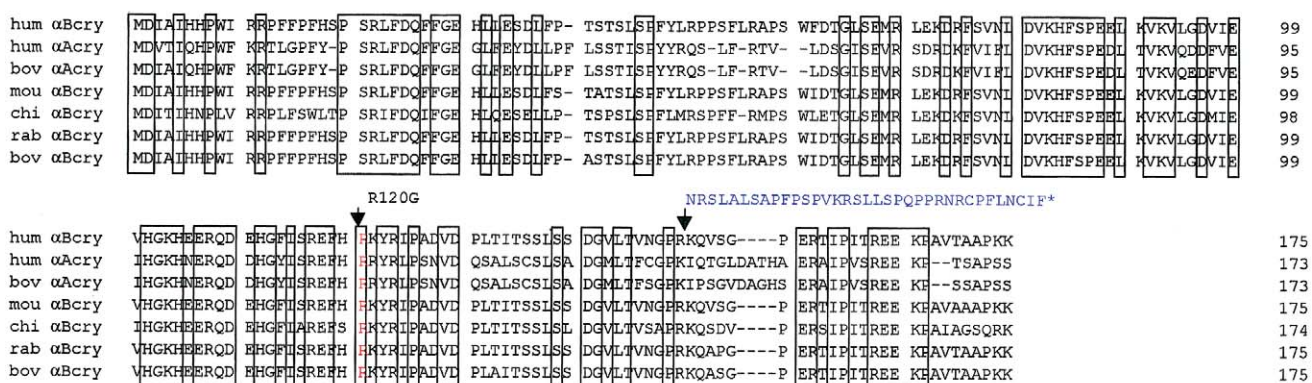 hum αBcry MDIAIHHPWI RRPFFPFHSP SRLFDQFFGE HLLESDLFP- TSTSLSPFYLRPPSFLRAPS WFDTGLSEMR LEKDRFSVNL DVKHFSPEEL KVKVLGDVIE 99
hum αAcry MDVTIQHPWF KRTLGPFY-P SRLFDQFFGE GLFEYDLLPF LSSTISPYYRQS-LF-RTV- -LDSGISEVR SDRDKFVIFL DVKHFSPEDL TVKVQDDFVE 95
bov αAcry MDIAIQHPWF KRTLGPFY-P SRLFDQFFGE GLFEYDLLPF LSSTISPYYRQS-LF-RTV- -LDSGISEVR SDRDKFVIFL DVKHFSPEDL TVKVQEDFVE 95
mou αBcry MDIAIHHPWI RRPFFPFHSP SRLFDQFFGE HLLESDLFS- TATSLSPFYLRPPSFLRAPS WIDTGLSEMR LEKDRFSVNL DVKHFSPEEL KVKVLGDVIE 99
chi αBcry MDITIHNPLV RRPLFSWLTP SRIFDQIFGE HLQESELLP- TSPSLSPFLMRSPFF-RMPS WLETGLSEMR LEKDKFSVNL DVKHFSPEEL KVKVLGDMIE 98
rab αBcry MDIAIHHPWI RRPFFPFHSP SRLFDQFFGE HLLESDLFP- TSTSLSPFYLRPPSFLRAPS WIDTGLSEMR LEKDRFSVNL DVKHFSPEEL KVKVLGDVIE 99
bov αBcry MDIAIHHPWI RRPFFPFHSP SRLFDQFFGE HLLESDLFP- ASTSLSPFYLRPPSFLRAPS WIDTGLSEMR LEKDRFSVNL DVKHFSPEEL KVKVLGDVIE 99
R120G NRSLALSAPFPSPVKRSLLSPQPPRNRCPFLNCIF*
hum αBcry VHGKHEERQD EHGFISREFH RKYRIPADVD PLTITSSLSS DGVLTVNGPRKQVSG----P ERTIPITREE KPAVTAAPKK 175
hum αAcry IHGKHNERQD DHGYISREFH RRYRLPSNVD QSALSCSLSA DGMLTFCGPKIQTGLDATHA ERAIPVSREE KP--TSAPSS 173
bov αAcry IHGKHNERQD DHGYISREFH RRYRLPSNVD QSALSCSLSA DGMLTFSGPKIPSGVDAGHS ERAIPVSREE KP--SSAPSS 173
mou αBcry VHGKHEERQD EHGFISREFH RKYRIPADVD PLTITSSLSS DGVLTVNGPRKQVSG----P ERTIPITREE KPAVAAAPKK 175
chi αBcry IHGKHEERQD EHGFIAREFS RKYRIPADVD PLTITSSLSL DGVLTVSAPRKQSDV----P ERSIPITREE KPAIAGSQRK 174
rab αBcry VHGKHEERQD EHGFISREFH RKYRIPADVD PLTITSSLSS DGVLTVNGPRKQAPG----P ERTIPITREE KPAVTAAPKK 175
bov αBcry VHGKHEERQD EHGFISREFH RKYRIPADVD PLAITSSLSS DGVLTVNGPRKQASG----P ERTIPITREE KPAVTAAPKK 175